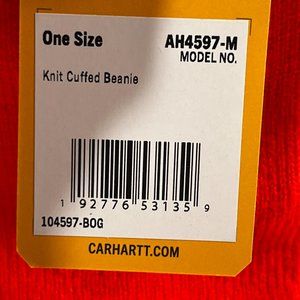 One Size AH4597-M
MODEL NO.
Knit Cuffed Beanie
1 92776 53135 9
104597-BOG
CARHARTT.COM